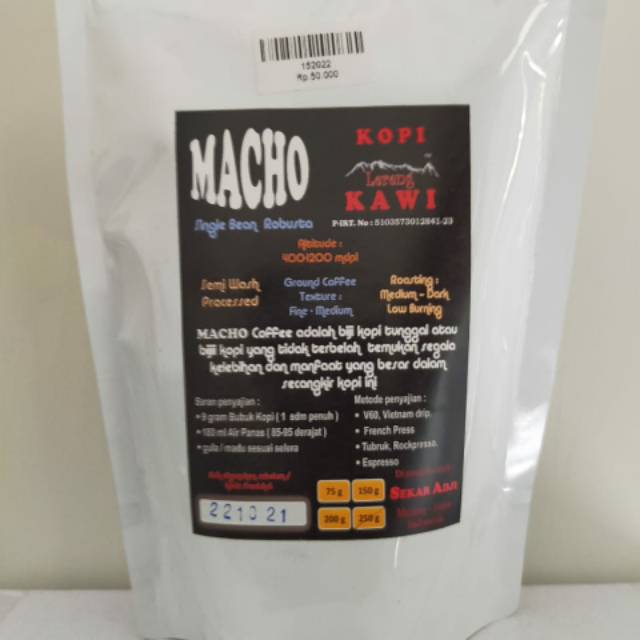 152022
Rp.50.000
MACHO
Single Bean Robusta
KOPI
Lereng
KAWI
P-IRT. No : 5103573012841-23
Altitude :
400-1200 mdpl
Semi Wash
Processed
Ground Coffee
Texture :
Fine - Medium
Roasting :
Medium - Dark
Low Burning
MACHO Coffee adalah biji kopi tunggal atau
biji kopi yang tidak terbelah, temukan segala
kelebihan dan manfaat yang besar dalam
secangkir kopi ini
Saran penyajian :
• 9 gram Bubuk Kopi ( 1 sdm penuh )
• 180 ml Air Panas ( 85-95 derajat )
• gula / madu sesuai selera
Metode penyajian :
• V60, Vietnam drip,
• French Press
• Tubruk, Rockpresso.
• Espresso
75 g
150 g
200 g
250 g
221021
SEKAR ADJI